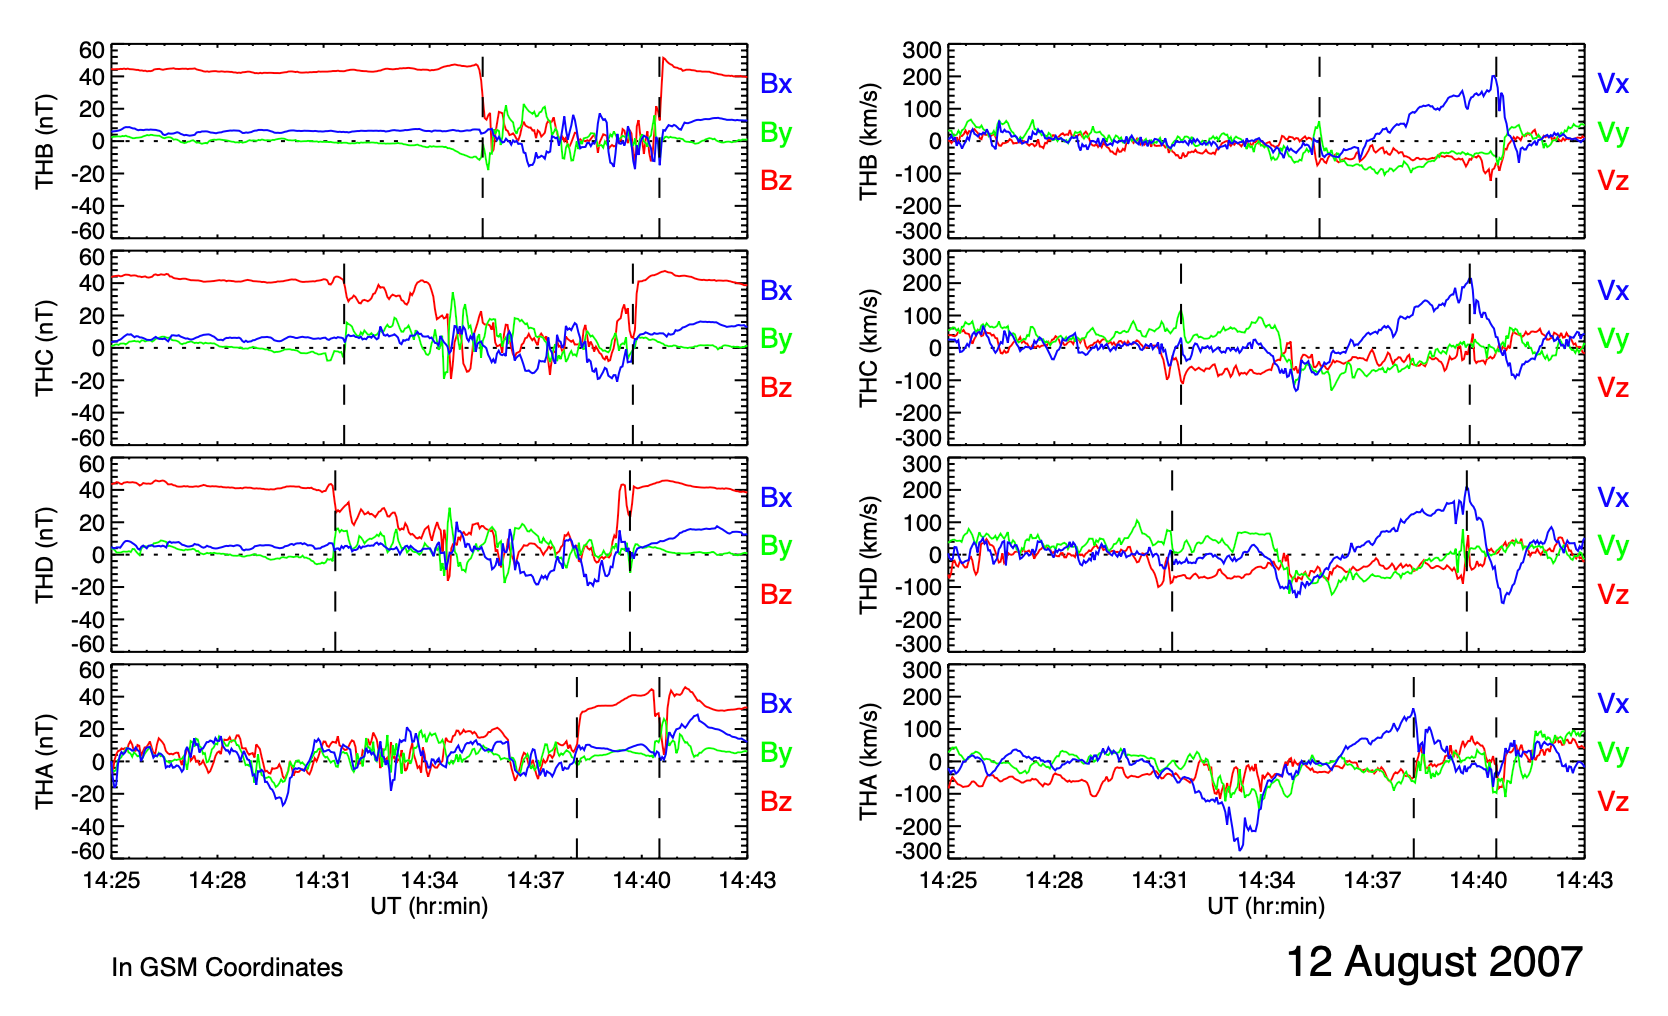 60
40
20
0
-20
-40
-60
THB (nT)
Bx
By
Bz
300
200
100
0
-100
-200
-300
THB (km/s)
Vx
Vy
Vz
60
40
20
0
-20
-40
-60
THC (nT)
Bx
By
Bz
300
200
100
0
-100
-200
-300
THC (km/s)
Vx
Vy
Vz
60
40
20
0
-20
-40
-60
THD (nT)
Bx
By
Bz
300
200
100
0
-100
-200
-300
THD (km/s)
Vx
Vy
Vz
60
40
20
0
-20
-40
-60
THA (nT)
Bx
By
Bz
300
200
100
0
-100
-200
-300
THA (km/s)
Vx
Vy
Vz
14:25 14:28 14:31 14:34 14:37 14:40 14:43
UT (hr:min)
14:25 14:28 14:31 14:34 14:37 14:40 14:43
UT (hr:min)
In GSM Coordinates
12 August 2007